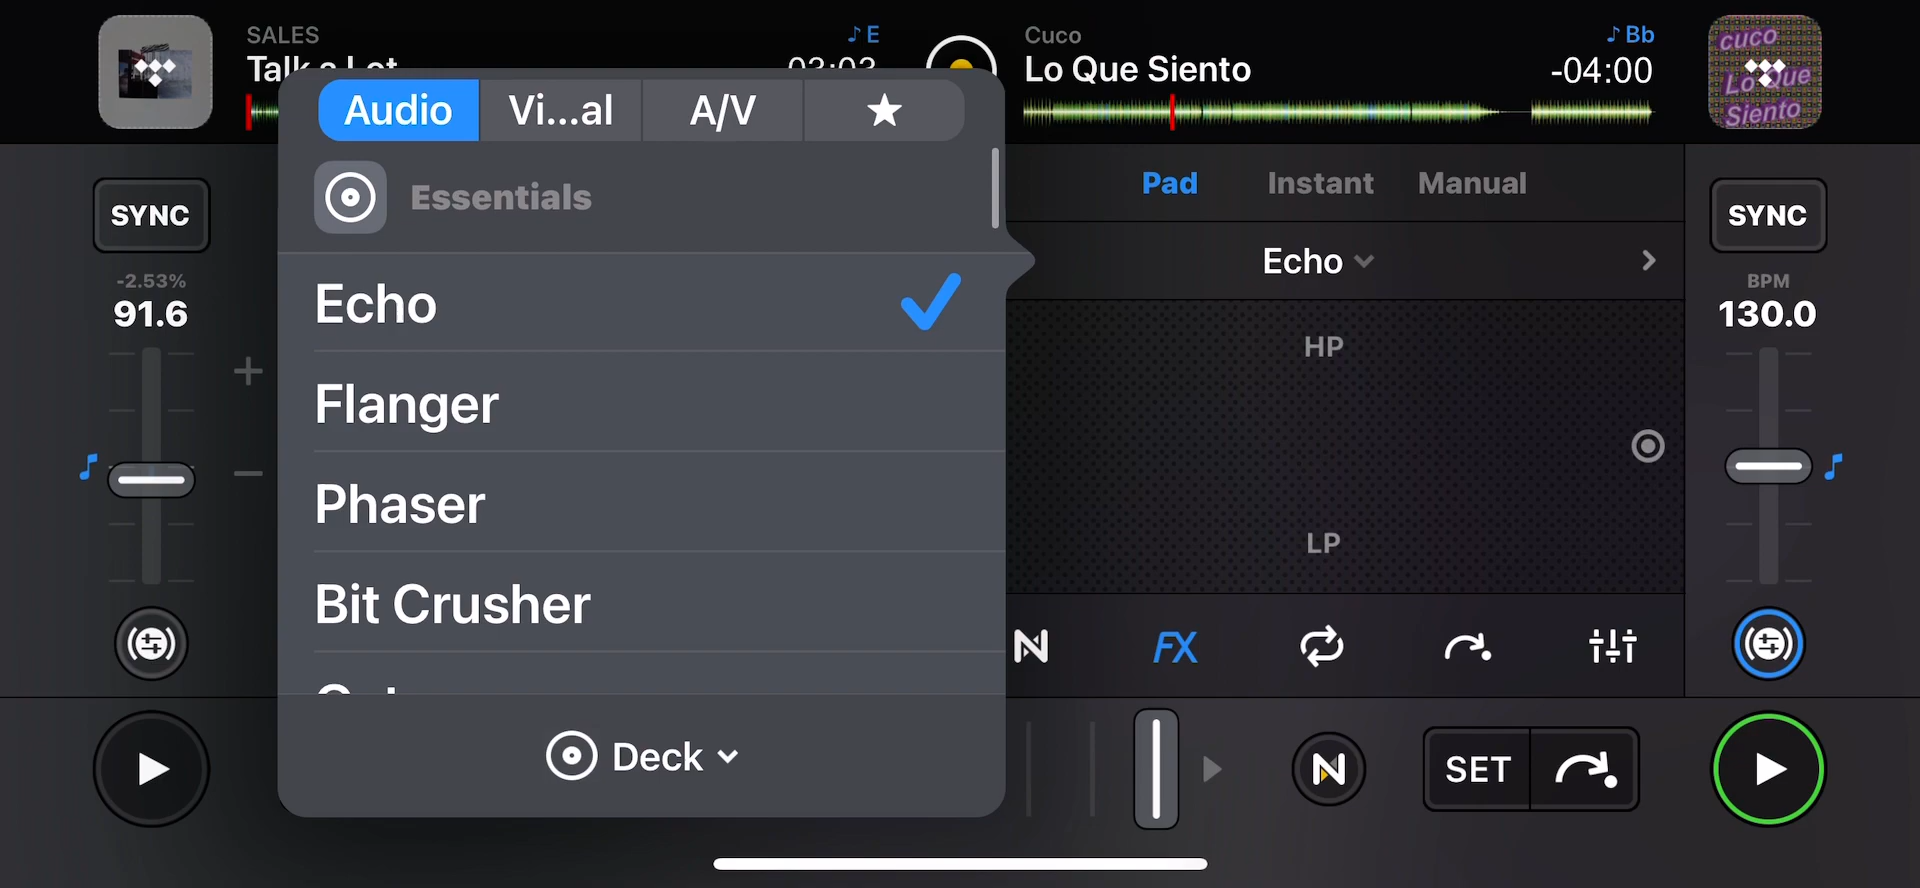 SALES
E
Cuco
Bb
Lo Que Siento
-04:00
cuco
Lo Que
Siento
Audio
Vi...al
A/V
Essentials
Pad
Instant
Manual
SYNC
-2.53%
91.6
Echo
SYNC
BPM
130.0
Echo
Flanger
Phaser
Bit Crusher
HP
LP
FX
Deck
SET